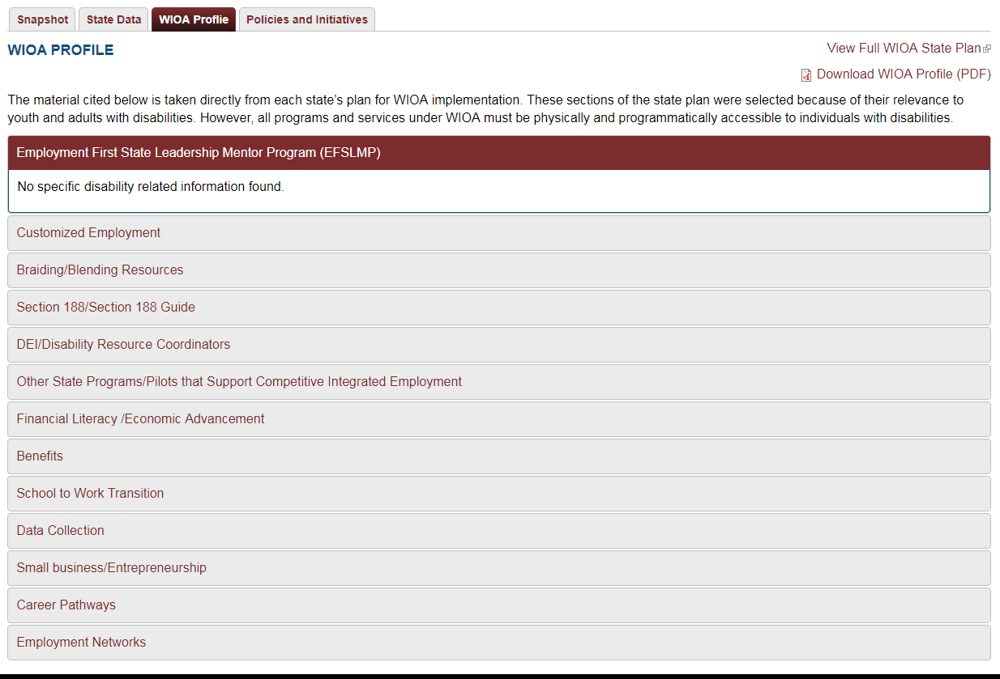 Snapshot State Data WIOA Profile Policies and Initiatives
WIOA PROFILE
View Full WIOA State Plan
Download WIOA Profile (PDF)
The material cited below is taken directly from each state’s plan for WIOA implementation. These sections of the state plan were selected because of their relevance to
youth and adults with disabilities. However, all programs and services under WIOA must be physically and programmatically accessible to individuals with disabilities.
Employment First State Leadership Mentor Program (EFSLMP)
No specific disability related information found.
Customized Employment
Braiding/Blending Resources
Section 188/Section 188 Guide
DEI/Disability Resource Coordinators
Other State Programs/Pilots that Support Competitive Integrated Employment
Financial Literacy /Economic Advancement
Benefits
School to Work Transition
Data Collection
Small business/Entrepreneurship
Career Pathways
Employment Networks